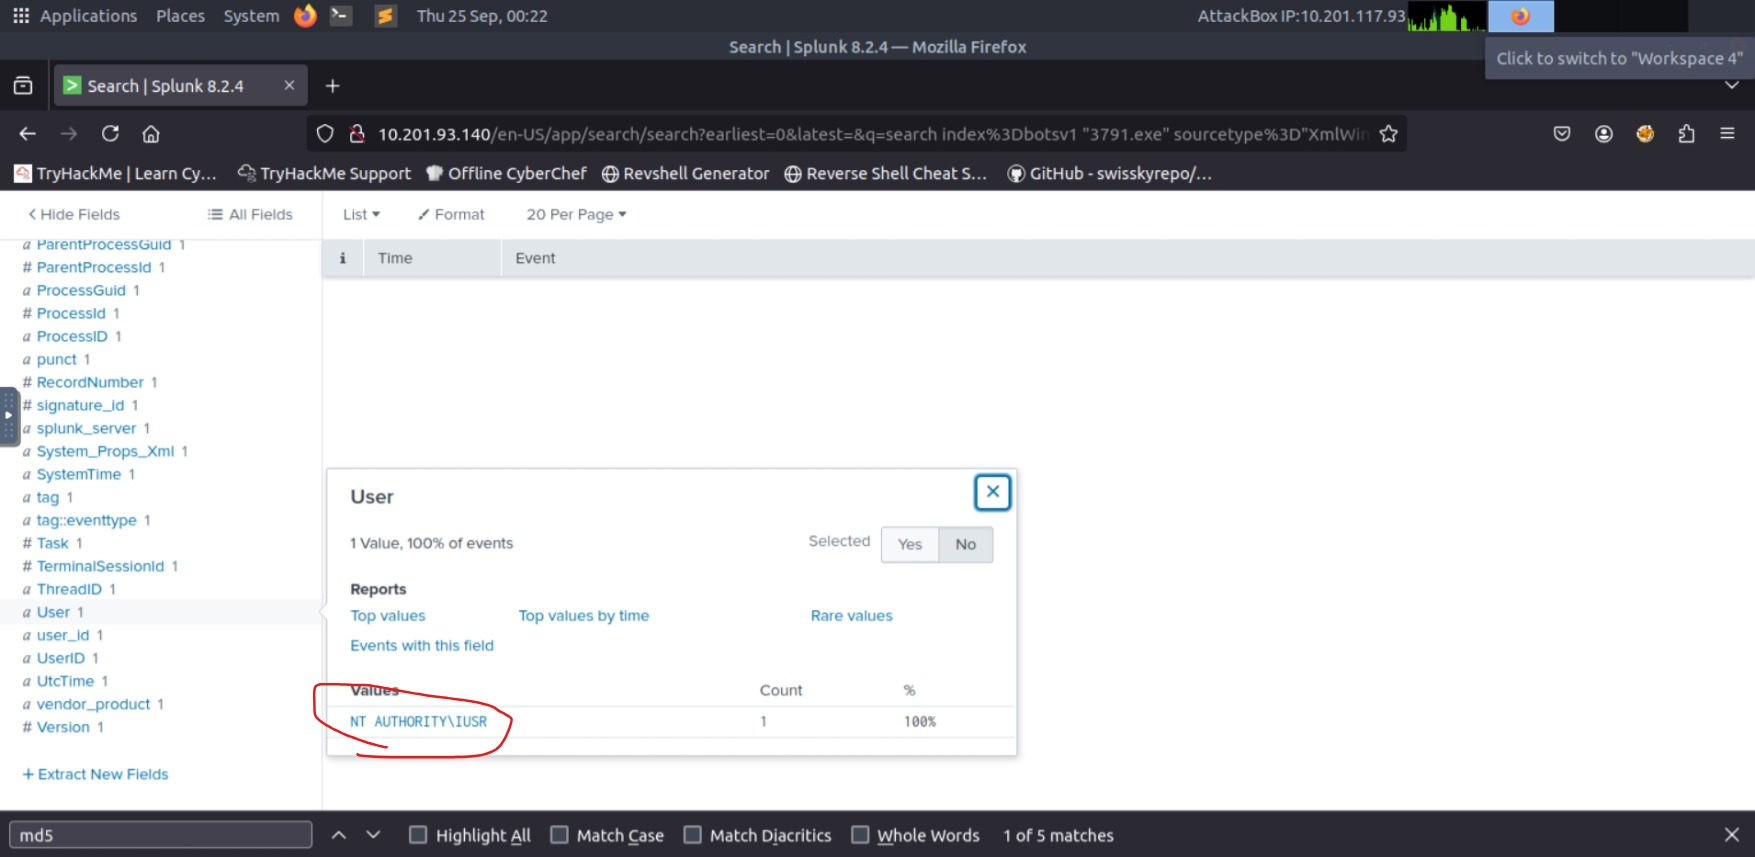 Applications Places System Thu 25 Sep, 00:22 AttackBox IP:10.201.117.93
Search | Splunk 8.2.4 — Mozilla Firefox
Click to switch to "Workspace 4"
Search | Splunk 8.2.4
10.201.93.140/en-US/app/search/search?earliest=0&latest=&q=search index%3Dbotsv1 "3791.exe" sourcetype%3D"XmlWin
TryHackMe | Learn Cy... TryHackMe Support Offline CyberChef Revshell Generator Reverse Shell Cheat S... GitHub - swisskyrepo/...
Hide Fields All Fields List Format 20 Per Page
i Time Event
a ParentProcessGuid 1
# ParentProcessId 1
a ProcessGuid 1
# ProcessId 1
a ProcessID 1
a punct 1
# RecordNumber 1
# signature_id 1
a splunk_server 1
a System_Props_Xml 1
a SystemTime 1
a tag 1
a tag::eventtype 1
# Task 1
# TerminalSessionId 1
a ThreadID 1
a User 1
a user_id 1
a UserID 1
a UtcTime 1
a vendor_product 1
# Version 1
+ Extract New Fields
User
1 Value, 100% of events Selected Yes No
Reports
Top values Top values by time Rare values
Events with this field
Values Count %
NT AUTHORITY\IUSR 1 100%
md5 Highlight All Match Case Match Diacritics Whole Words 1 of 5 matches